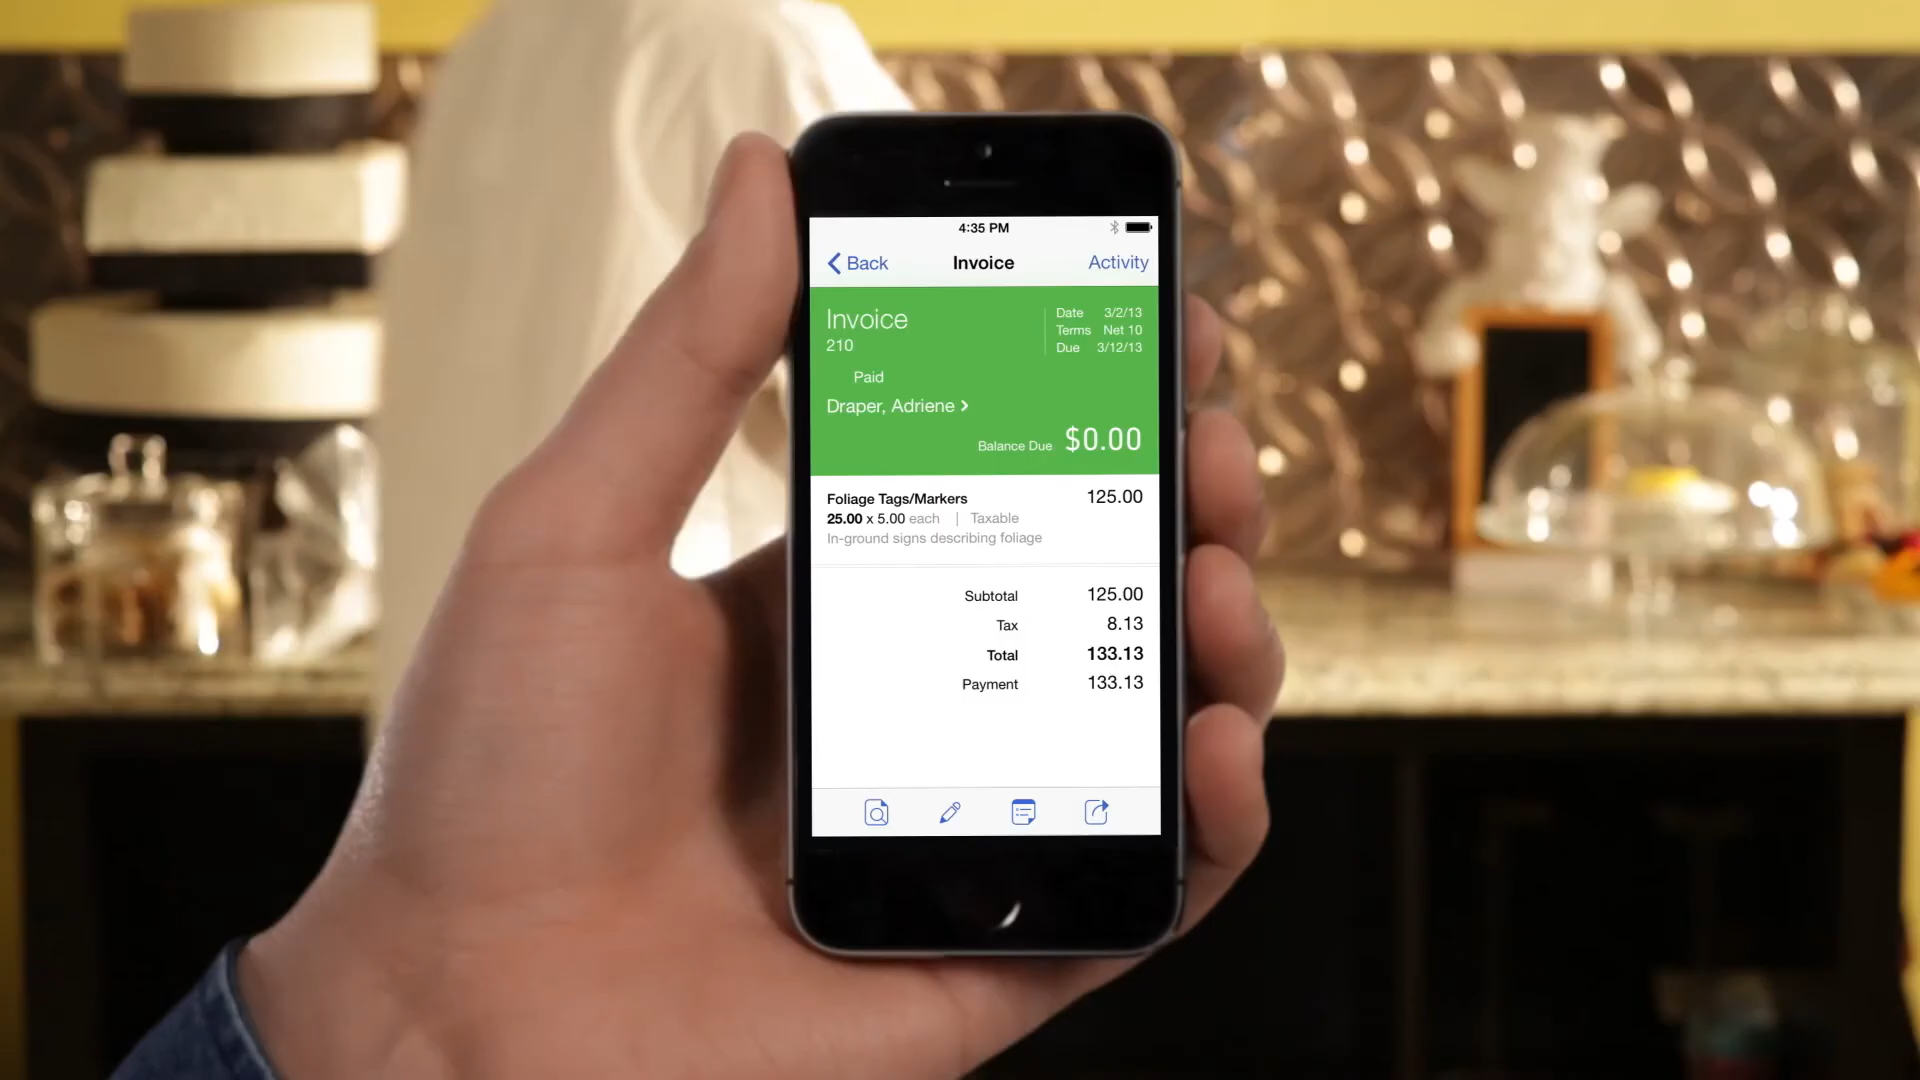 4:35 PM
Back Invoice Activity
Invoice
210
Date 3/2/13
Terms Net 10
Due 3/12/13
Paid
Draper, Adriene
Balance Due $0.00
Foliage Tags/Markers 125.00
25.00 x 5.00 each | Taxable
In-ground signs describing foliage
Subtotal 125.00
Tax 8.13
Total 133.13
Payment 133.13